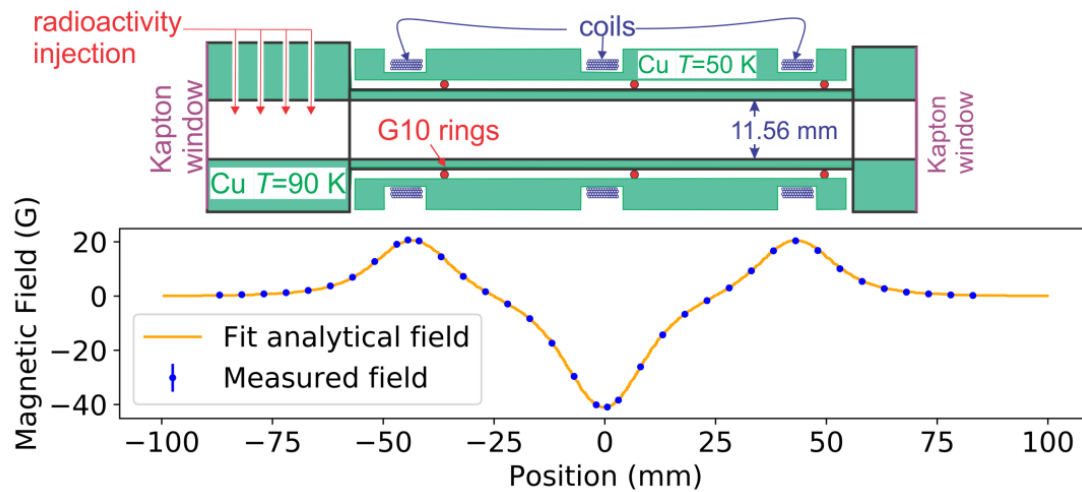 radioactivity
injection
coils
Cu T=50 K
Kapton
window
G10 rings
11.56 mm
Kapton
window
Cu T=90 K
Magnetic Field (G)
20
0
−20
−40
Fit analytical field
Measured field
−100
−75
−50
−25
0
25
50
75
100
Position (mm)